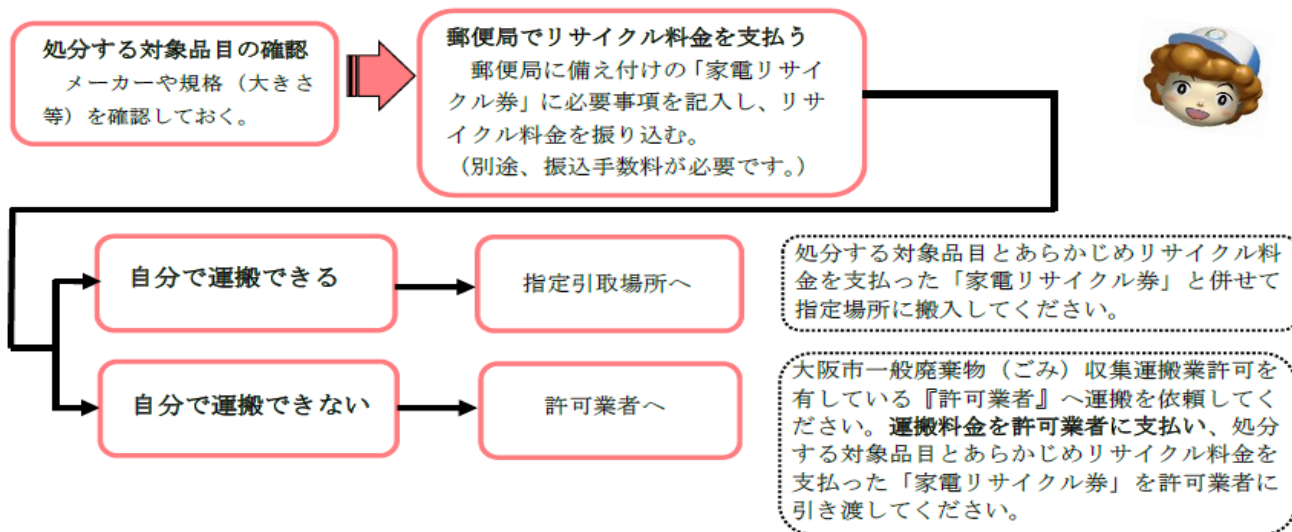 処分する対象品目の確認
メーカーや規格（大きさ
等）を確認しておく。
郵便局でリサイクル料金を支払う
郵便局に備え付けの「家電リサイ
クル券」に必要事項を記入し、リサ
イクル料金を振り込む。
（別途、振込手数料が必要です。）
自分で運搬できる
指定引取場所へ
処分する対象品目とあらかじめリサイクル料
金を支払った「家電リサイクル券」と併せて
指定場所に搬入してください。
自分で運搬できない
許可業者へ
大阪市一般廃棄物（ごみ）収集運搬業許可を
有している『許可業者』へ運搬を依頼してく
ださい。運搬料金を許可業者に支払い、処分
する対象品目とあらかじめリサイクル料金を
支払った「家電リサイクル券」を許可業者に
引き渡してください。